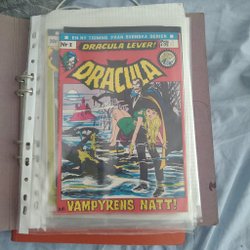 EN NY TIDNING FRÅN SVENSKA SERIER
Nr 1
DRACULA LEVER!
DRACULA
VAMPYRENS NATT!